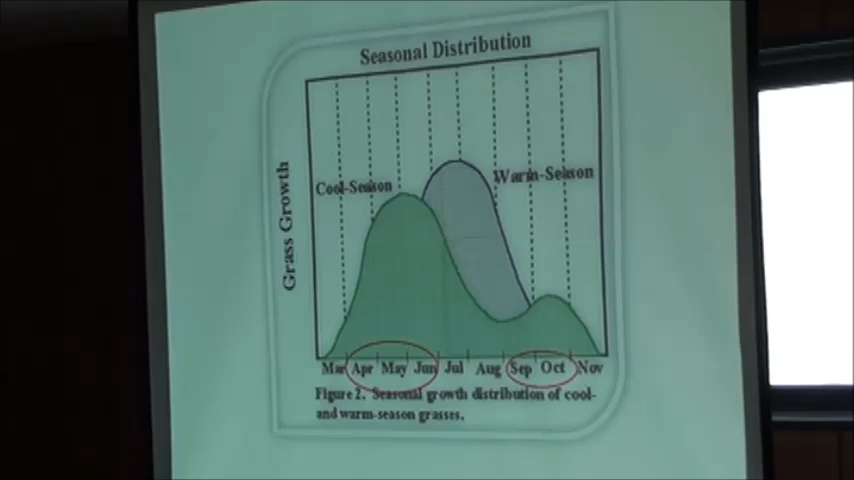 Seasonal Distribution
Cool-Season
Warm-Season
Grass Growth
Mar Apr May Jun Jul Aug Sep Oct Nov
Figure 2. Seasonal growth distribution of cool-
and warm-season grasses.